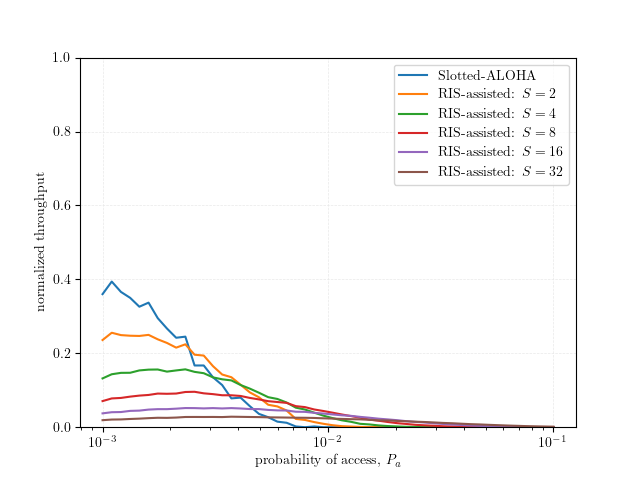 1.0
0.8
0.6
0.4
0.2
0.0
normalized throughput
Slotted-ALOHA
RIS-assisted: S = 2
RIS-assisted: S = 4
RIS-assisted: S = 8
RIS-assisted: S = 16
RIS-assisted: S = 32
10⁻³
10⁻²
10⁻¹
probability of access, Pₐ